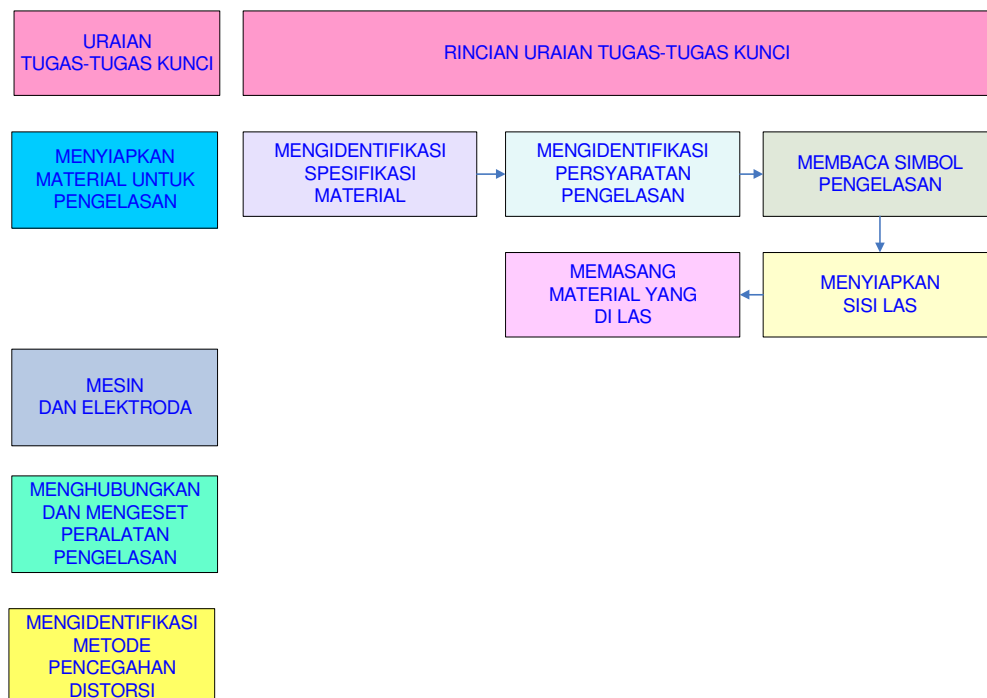 URAIAN
TUGAS-TUGAS KUNCI
RINCIAN URAIAN TUGAS-TUGAS KUNCI
MENYIAPKAN
MATERIAL UNTUK
PENGELASAN
MENGIDENTIFIKASI
SPESIFIKASI
MATERIAL
MENGIDENTIFIKASI
PERSYARATAN
PENGELASAN
MEMBACA SIMBOL
PENGELASAN
MENYIAPKAN
SISI LAS
MEMASANG
MATERIAL YANG
DI LAS
MESIN
DAN ELEKTRODA
MENGHUBUNGKAN
DAN MENGESET
PERALATAN
PENGELASAN
MENGIDENTIFIKASI
METODE
PENCEGAHAN
DISTORSI